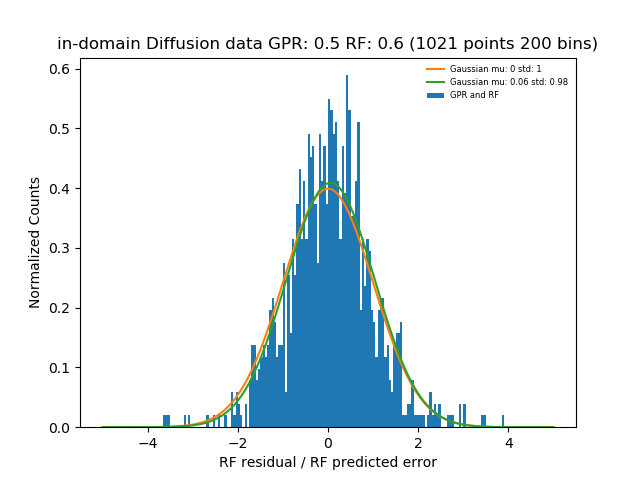 in-domain Diffusion data GPR: 0.5 RF: 0.6 (1021 points 200 bins)
Gaussian mu: 0 std: 1
Gaussian mu: 0.06 std: 0.98
GPR and RF
Normalized Counts
0.6
0.5
0.4
0.3
0.2
0.1
0.0
−4 −2 0 2 4
RF residual / RF predicted error